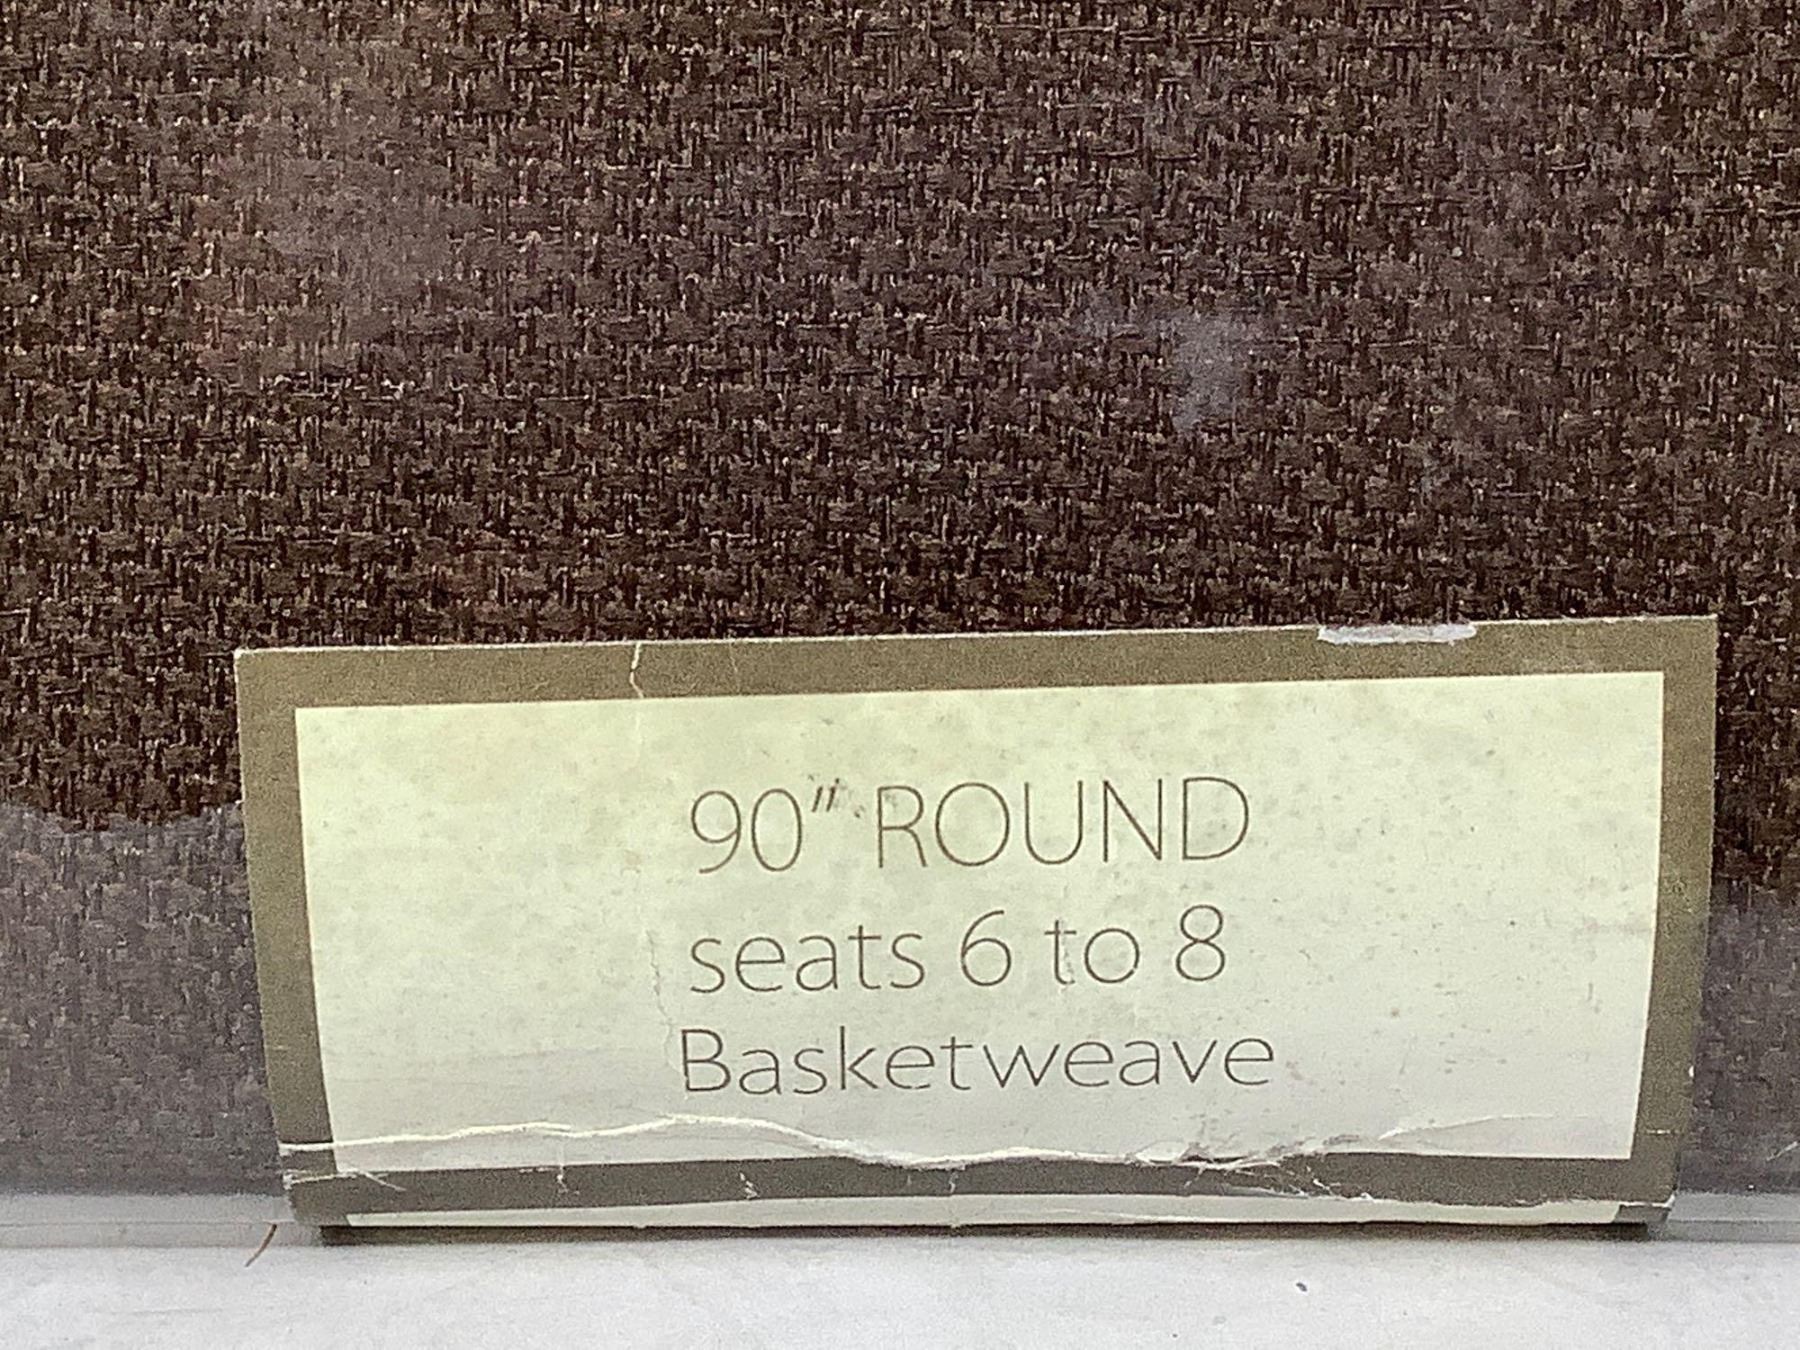 90" ROUND
seats 6 to 8
Basketweave